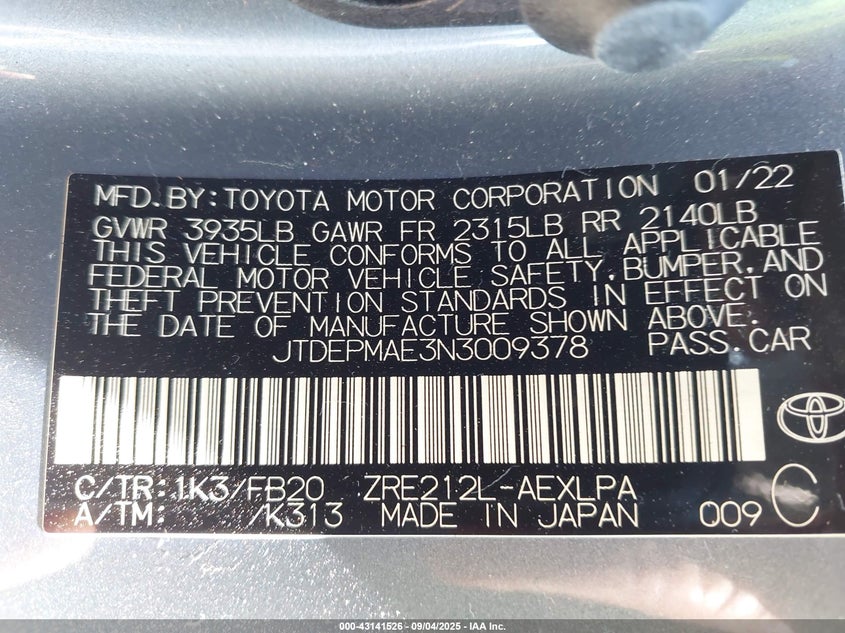 MFD.BY:TOYOTA MOTOR CORPORATION 01/22
GVWR 3935LB GAWR FR 2315LB RR 2140LB
THIS VEHICLE CONFORMS TO ALL APPLICABLE
FEDERAL MOTOR VEHICLE SAFETY,BUMPER,AND
THEFT PREVENTION STANDARDS IN EFFECT ON
THE DATE OF MANUFACTURE SHOWN ABOVE.
JTDEPMAE3N3009378 PASS.CAR
C/TR:1K3/FB20 ZRE212L-AEXLPA
A/TM: /K313 MADE IN JAPAN 009 C
000-43141526 - 09/04/2025 - IAA Inc.